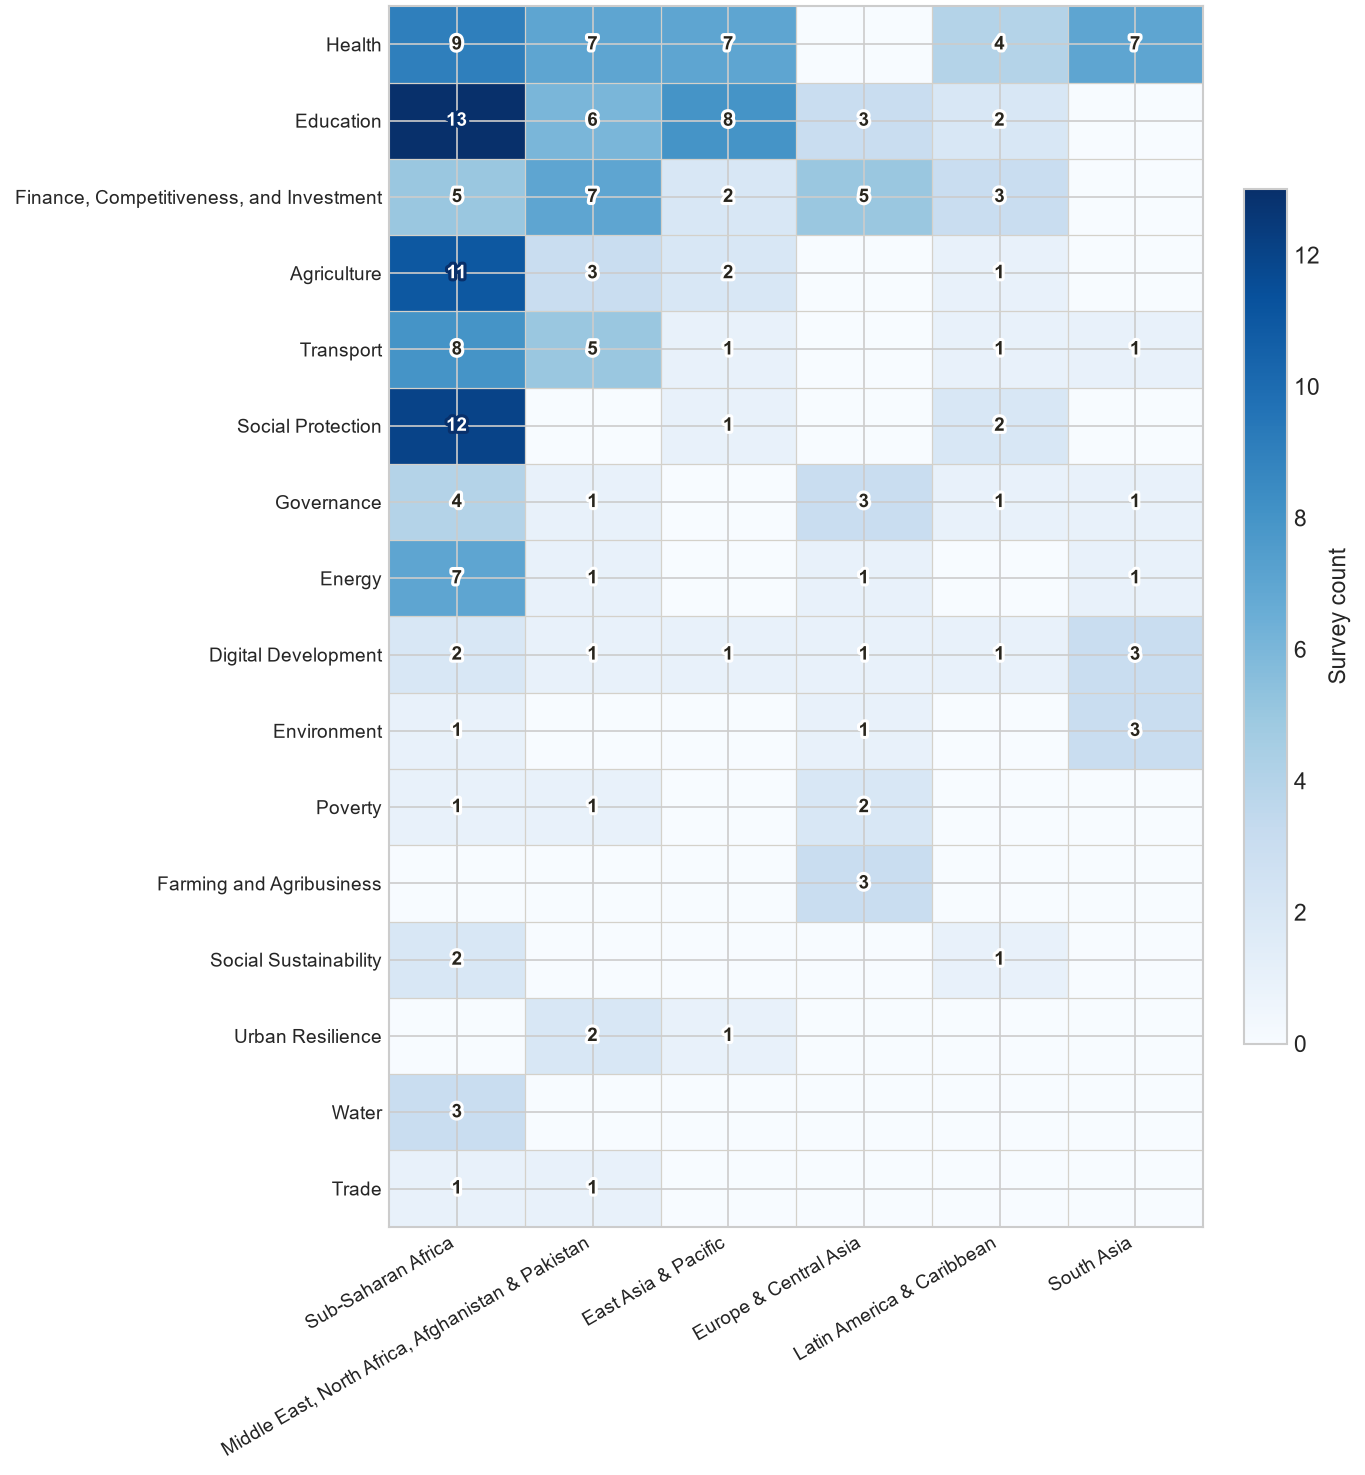 Health 9 7 7 4 7
Education 13 6 8 3 2
Finance, Competitiveness, and Investment 5 7 2 5 3
Agriculture 11 3 2 1
Transport 8 5 1 1 1
Social Protection 12 1 2
Governance 4 1 3 1 1
Energy 7 1 1 1
Digital Development 2 1 1 1 1 3
Environment 1 1 3
Poverty 1 1 2
Farming and Agribusiness 3
Social Sustainability 2 1
Urban Resilience 2 1
Water 3
Trade 1 1
Sub-Saharan Africa
Middle East, North Africa, Afghanistan & Pakistan
East Asia & Pacific
Europe & Central Asia
Latin America & Caribbean
South Asia
12
10
8
6
4
2
0
Survey count